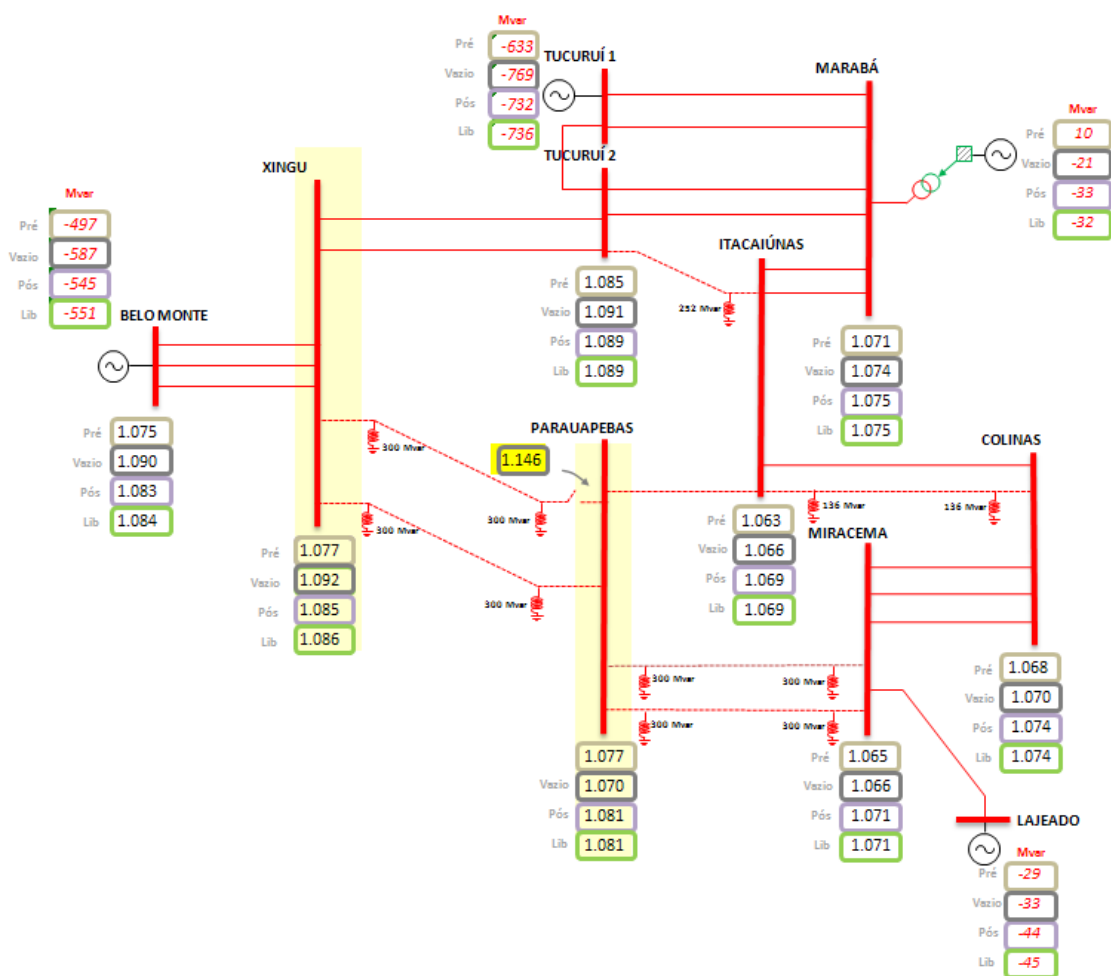 Mvar
Pré -633
Vazio -769
Pós -732
Lib -736
TUCURUÍ 1
MARABÁ
Mvar
Pré 10
Vazio -21
Pós -33
Lib -32
TUCURUÍ 2
XINGU
Mvar
Pré -497
Vazio -587
Pós -545
Lib -551
BELO MONTE
ITACAIÚNAS
252 Mvar
Pré 1.085
Vazio 1.091
Pós 1.089
Lib 1.089
Pré 1.071
Vazio 1.074
Pós 1.075
Lib 1.075
Pré 1.075
Vazio 1.090
Pós 1.083
Lib 1.084
PARAUAPEBAS
COLINAS
300 Mvar
1.146
300 Mvar
300 Mvar
300 Mvar
136 Mvar
136 Mvar
MIRACEMA
Pré 1.063
Vazio 1.066
Pós 1.069
Lib 1.069
Pré 1.077
Vazio 1.092
Pós 1.085
Lib 1.086
300 Mvar
300 Mvar
300 Mvar
300 Mvar
Pré 1.068
Vazio 1.070
Pós 1.074
Lib 1.074
1.077
Vazio 1.070
Pós 1.081
Lib 1.081
Pré 1.065
Vazio 1.066
Pós 1.071
Lib 1.071
LAJEADO
Mvar
Pré -29
Vazio -33
Pós -44
Lib -45